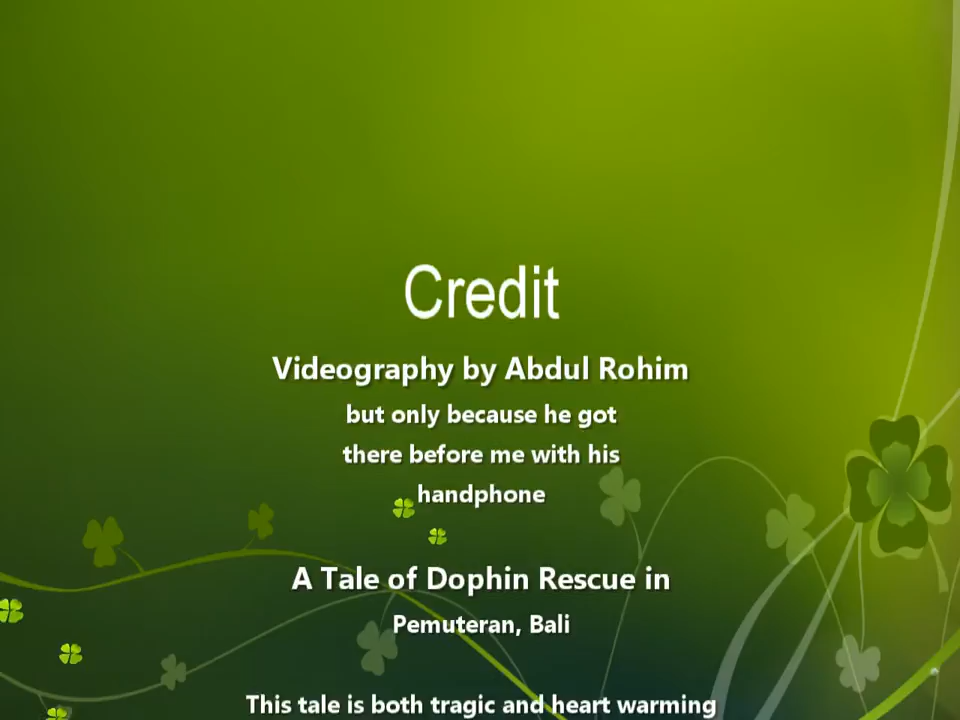 Credit
Videography by Abdul Rohim
but only because he got
there before me with his
handphone
A Tale of Dophin Rescue in
Pemuteran, Bali
This tale is both tragic and heart warming